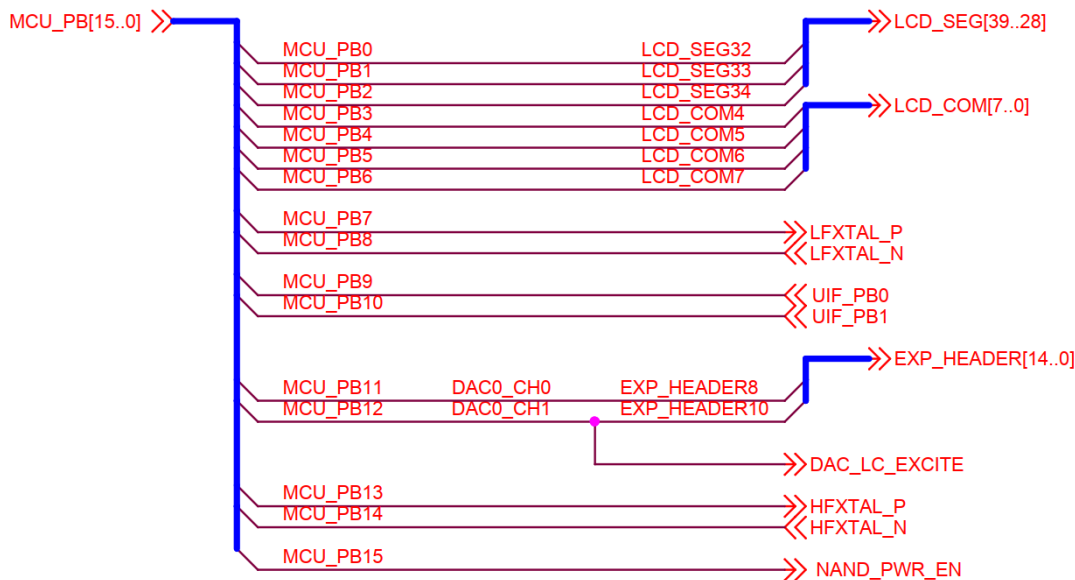 MCU_PB[15..0] LCD_SEG[39..28]
MCU_PB0 LCD_SEG32
MCU_PB1 LCD_SEG33
MCU_PB2 LCD_SEG34
LCD_COM[7..0]
MCU_PB3 LCD_COM4
MCU_PB4 LCD_COM5
MCU_PB5 LCD_COM6
MCU_PB6 LCD_COM7
MCU_PB7 LFXTAL_P
MCU_PB8 LFXTAL_N
MCU_PB9 UIF_PB0
MCU_PB10 UIF_PB1
EXP_HEADER[14..0]
MCU_PB11 DAC0_CH0 EXP_HEADER8
MCU_PB12 DAC0_CH1 EXP_HEADER10
DAC_LC_EXCITE
MCU_PB13 HFXTAL_P
MCU_PB14 HFXTAL_N
MCU_PB15 NAND_PWR_EN